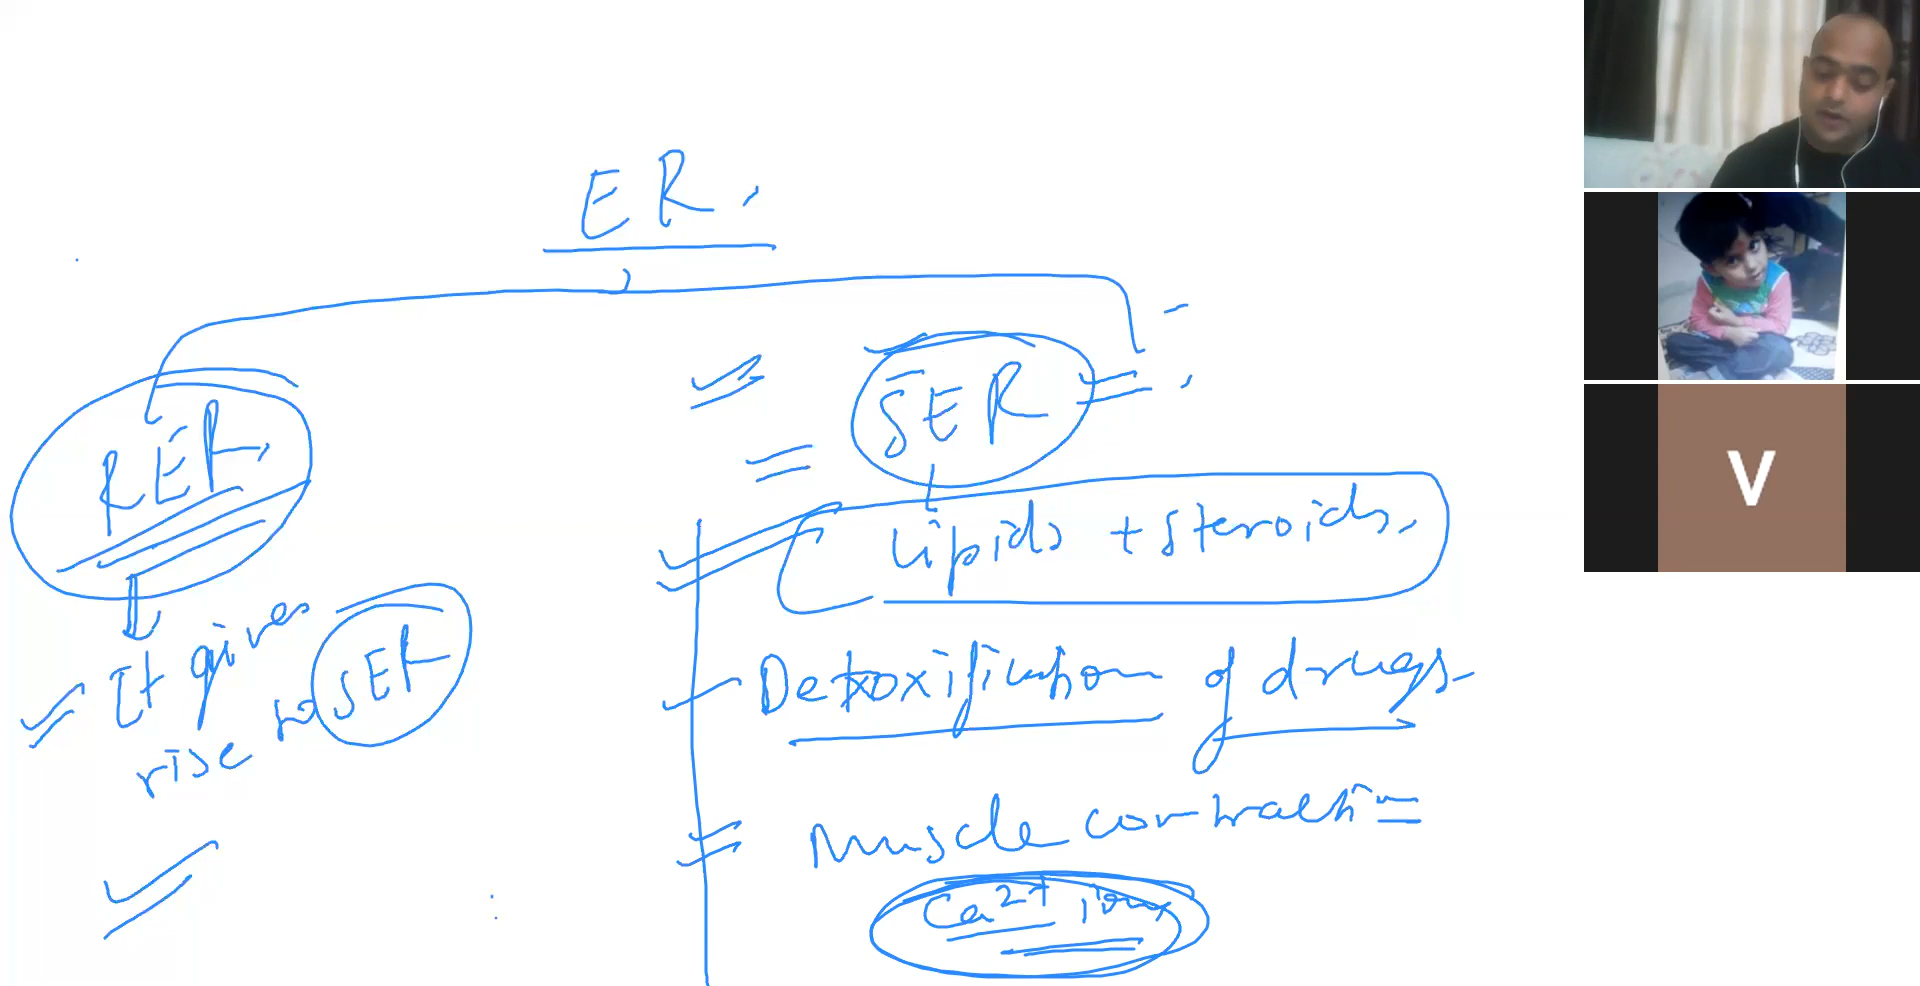 ER.
RER
SER
Lipids + steroids.
It gives
rise to SER
Detoxification of drugs.
Muscle contraction
Ca2+ ions
V